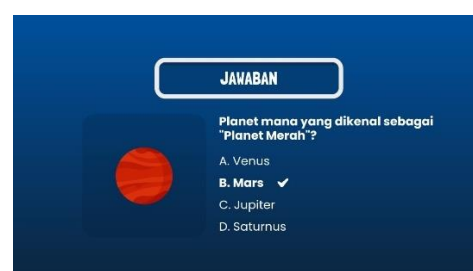 JAWABAN
Planet mana yang dikenal sebagai
"Planet Merah"?
A. Venus
B. Mars ✓
C. Jupiter
D. Saturnus